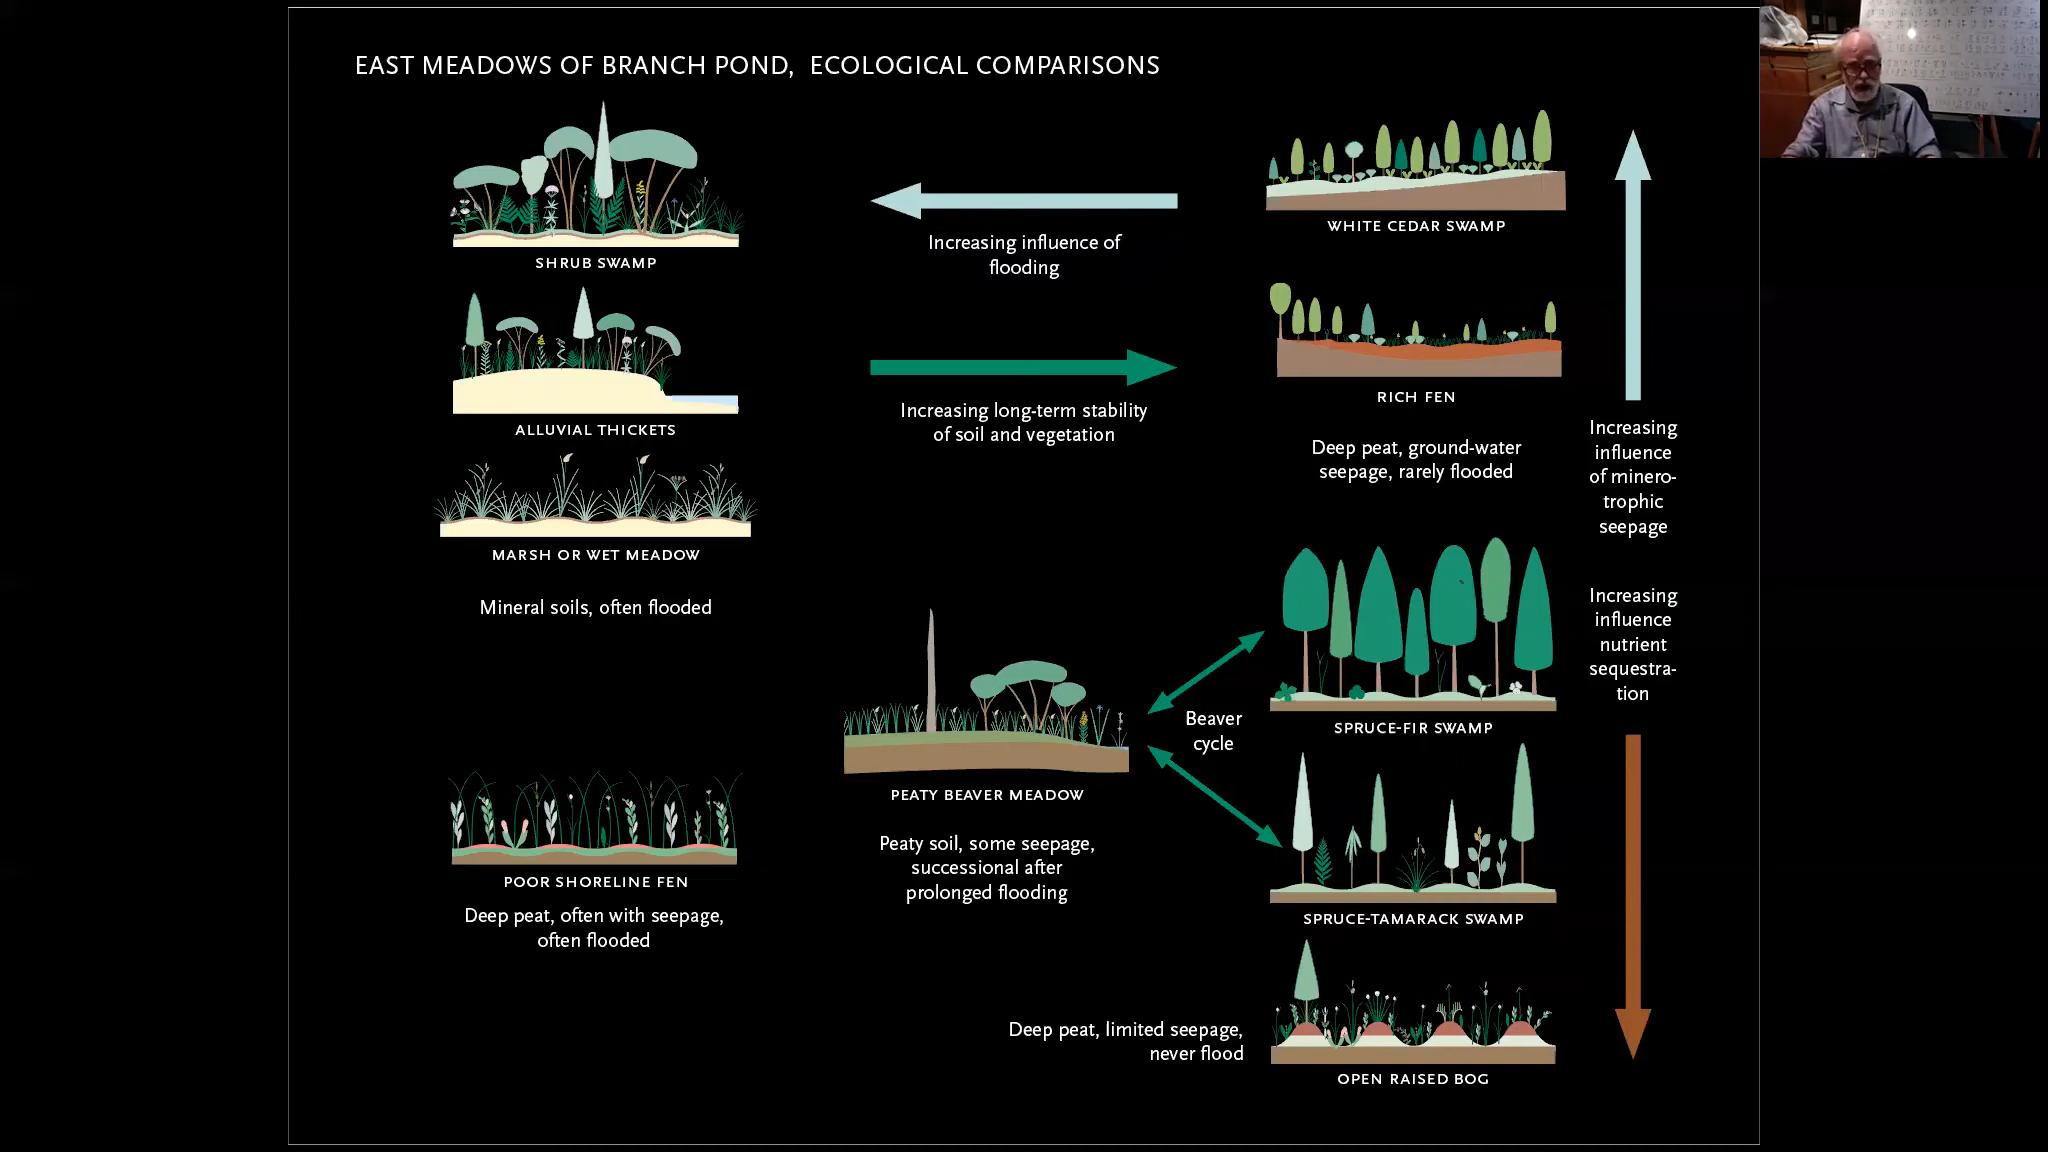 EAST MEADOWS OF BRANCH POND, ECOLOGICAL COMPARISONS
SHRUB SWAMP
ALLUVIAL THICKETS
MARSH OR WET MEADOW
Mineral soils, often flooded
POOR SHORELINE FEN
Deep peat, often with seepage,
often flooded
Increasing influence of
flooding
Increasing long-term stability
of soil and vegetation
PEATY BEAVER MEADOW
Peaty soil, some seepage,
successional after
prolonged flooding
Beaver
cycle
WHITE CEDAR SWAMP
RICH FEN
Deep peat, ground-water
seepage, rarely flooded
SPRUCE-FIR SWAMP
SPRUCE-TAMARACK SWAMP
Deep peat, limited seepage,
never flood
OPEN RAISED BOG
Increasing
influence
of minero-
trophic
seepage
Increasing
influence
nutrient
sequestra-
tion